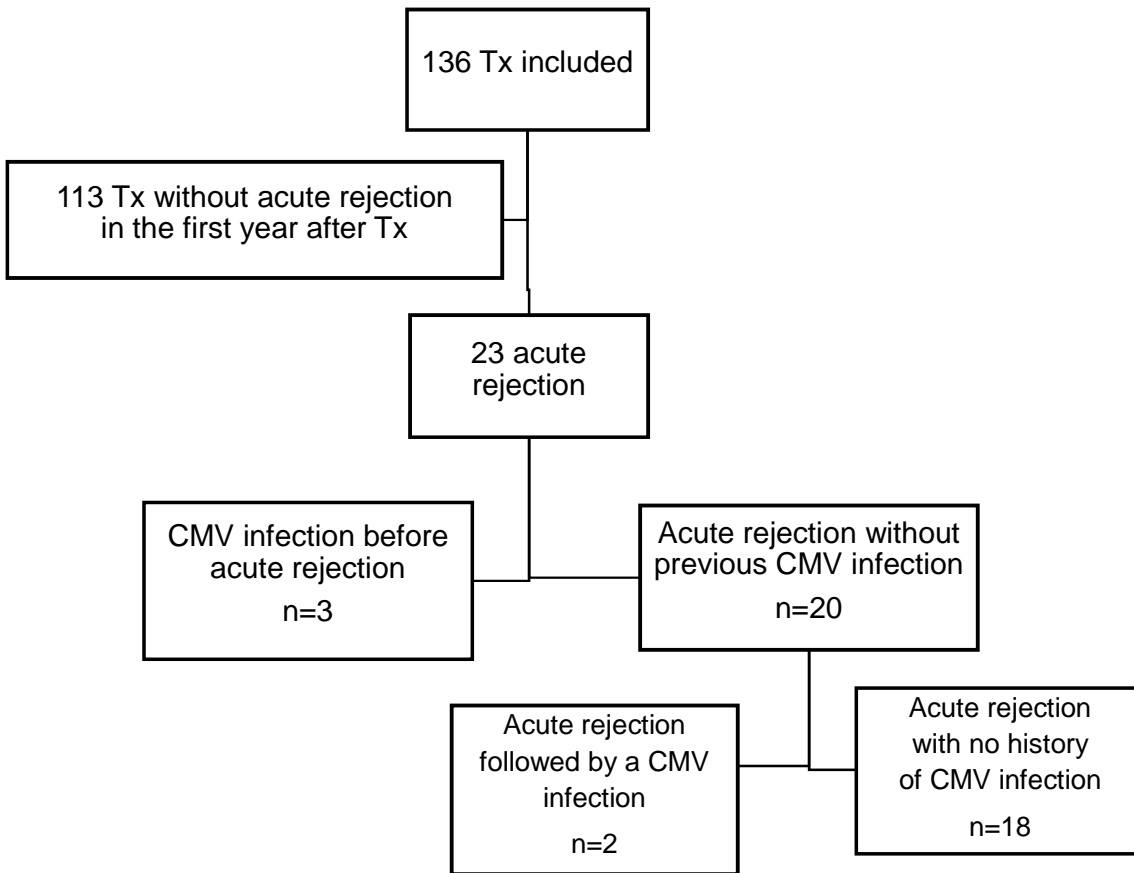 136 Tx included
113 Tx without acute rejection
in the first year after Tx
23 acute
rejection
CMV infection before
acute rejection
n=3
Acute rejection without
previous CMV infection
n=20
Acute rejection
followed by a CMV
infection
n=2
Acute rejection
with no history
of CMV infection
n=18